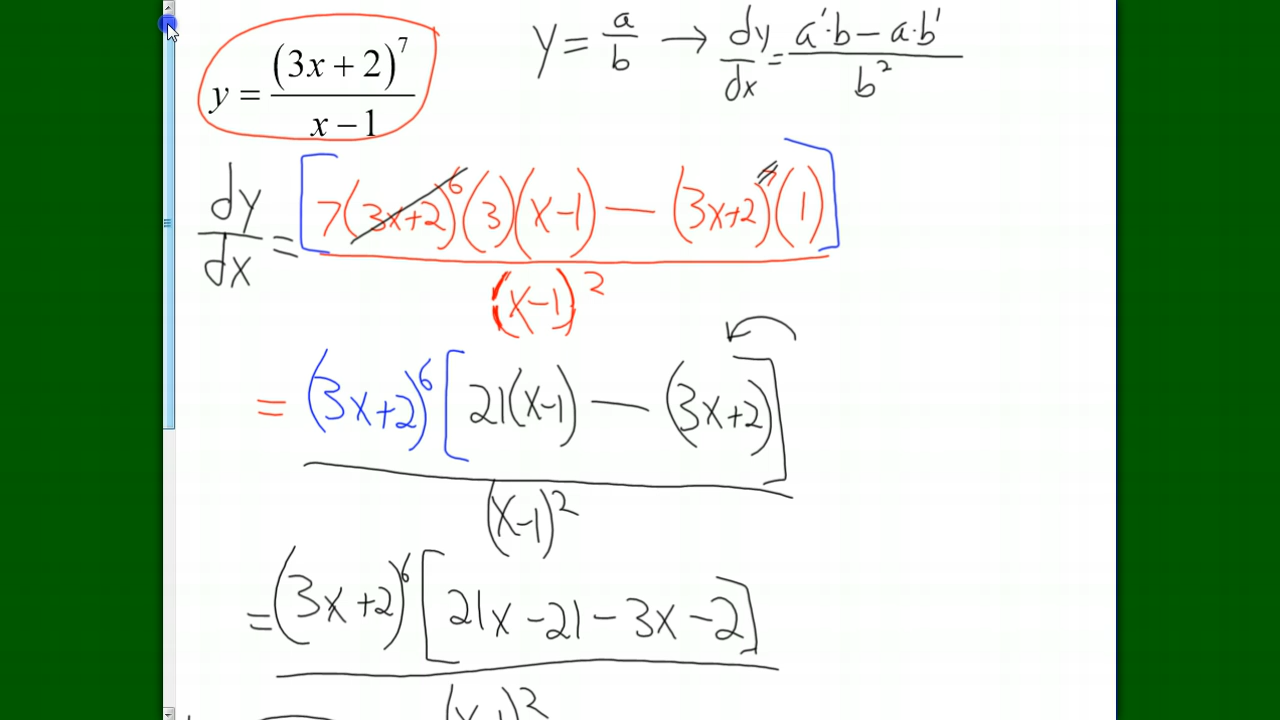 y = (3x + 2)^7 / (x − 1)
y = a/b → dy/dx = (a'·b − a·b') / b^2
dy/dx = [7(3x+2)^6 (3)(x−1) − (3x+2)^7 (1)] / (x−1)^2
= (3x+2)^6 [21(x−1) − (3x+2)] / (x−1)^2
= (3x+2)^6 [21x − 21 − 3x − 2]
(x−1)^2